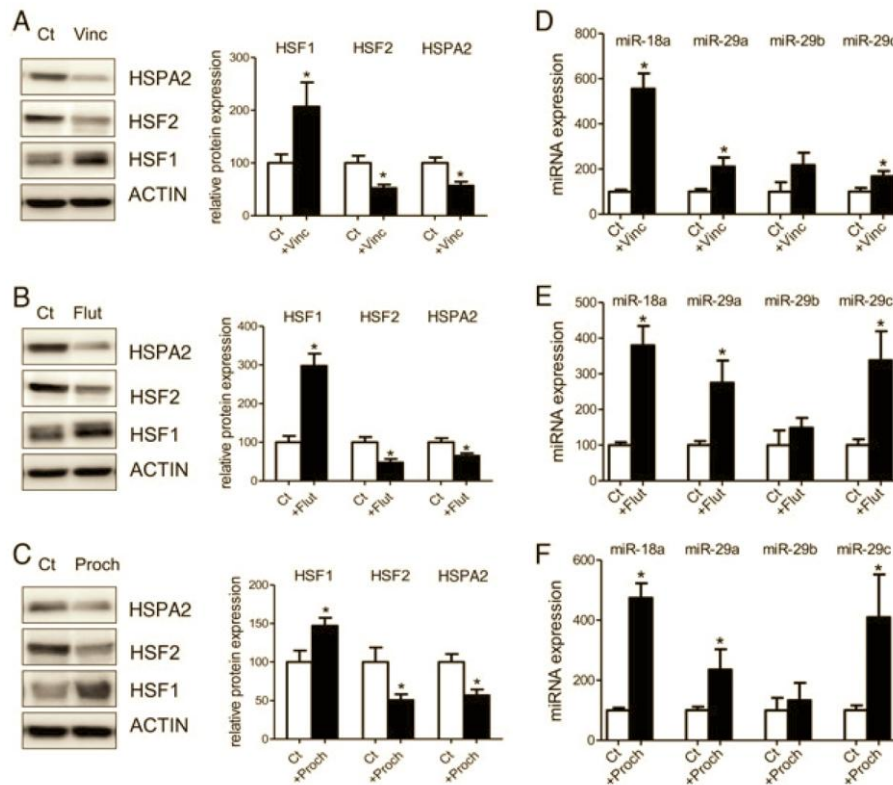 A
Ct Vinc
HSPA2
HSF2
HSF1
ACTIN
relative protein expression
300
200
100
0
HSF1 HSF2 HSPA2
* * *
Ct +Vinc Ct +Vinc Ct +Vinc
D
miRNA expression
800
600
400
200
0
miR-18a miR-29a miR-29b miR-29c
* * *
Ct +Vinc Ct +Vinc Ct +Vinc Ct +Vinc
B
Ct Flut
HSPA2
HSF2
HSF1
ACTIN
relative protein expression
400
300
200
100
0
HSF1 HSF2 HSPA2
* * *
Ct +Flut Ct +Flut Ct +Flut
E
miRNA expression
500
400
300
200
100
0
miR-18a miR-29a miR-29b miR-29c
* * *
Ct +Flut Ct +Flut Ct +Flut Ct +Flut
C
Ct Proch
HSPA2
HSF2
HSF1
ACTIN
relative protein expression
150
100
50
0
HSF1 HSF2 HSPA2
* * *
Ct +Proch Ct +Proch Ct +Proch
F
miRNA expression
600
400
200
0
miR-18a miR-29a miR-29b miR-29c
* * *
Ct +Proch Ct +Proch Ct +Proch Ct +Proch